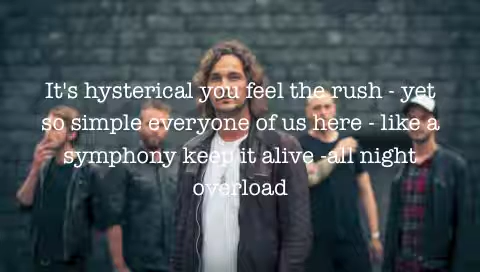 It's hysterical you feel the rush - yet
so simple everyone of us here - like a
symphony keep it alive -all night
overload